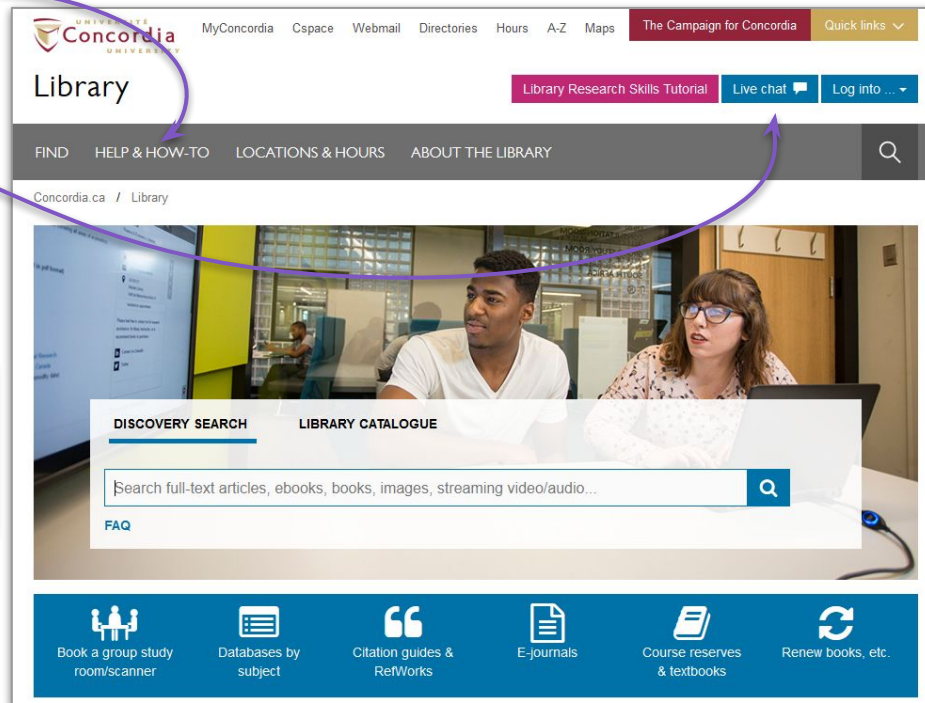 UNIVERSITÉ
Concordia
UNIVERSITY
MyConcordia Cspace Webmail Directories Hours A-Z Maps The Campaign for Concordia Quick links
Library
Library Research Skills Tutorial Live chat Log into ...
FIND HELP & HOW-TO LOCATIONS & HOURS ABOUT THE LIBRARY
Concordia.ca / Library
DISCOVERY SEARCH LIBRARY CATALOGUE
Search full-text articles, ebooks, books, images, streaming video/audio...
FAQ
Book a group study room/scanner
Databases by subject
Citation guides & RefWorks
E-journals
Course reserves & textbooks
Renew books, etc.